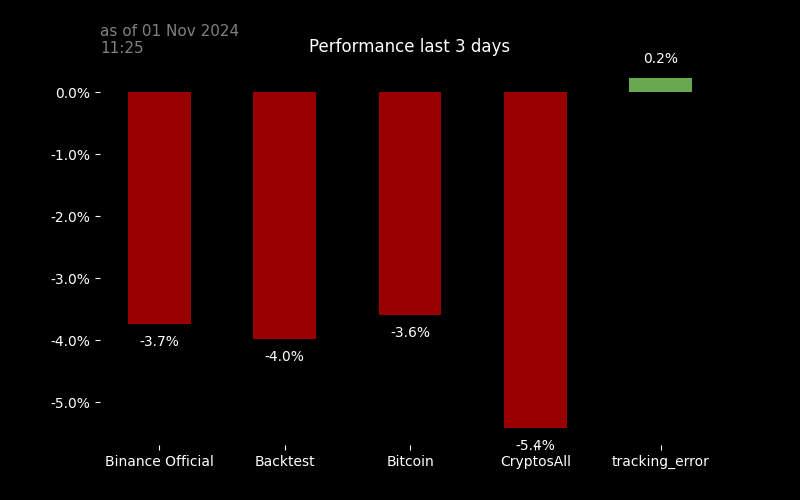 as of 01 Nov 2024
11:25
Performance last 3 days
0.2%
0.0%
-1.0%
-2.0%
-3.0%
-4.0%
-5.0%
-3.7%
-4.0%
-3.6%
-5.4%
Binance Official
Backtest
Bitcoin
CryptosAll
tracking_error